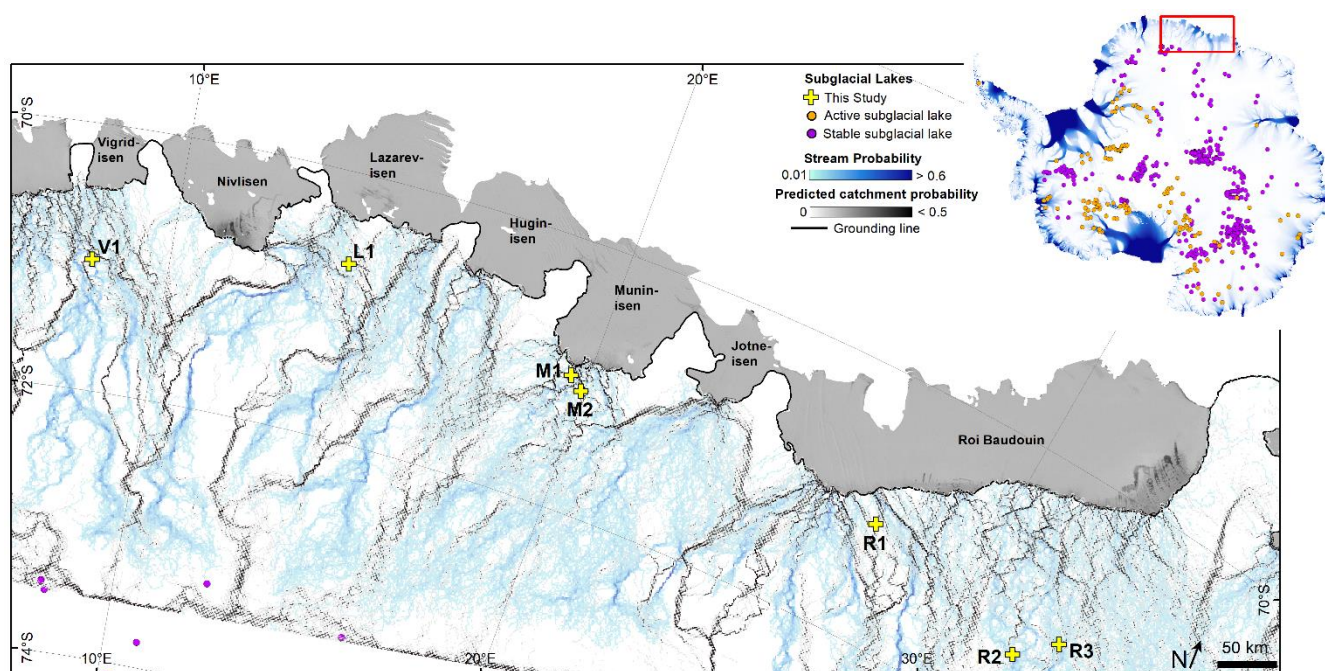 10°E
20°E
70°S
Vigrid-
isen
Nivlisen
Lazarev-
isen
Hugin-
isen
Munin-
isen
Jotne-
isen
Roi Baudouin
Subglacial Lakes
This Study
Active subglacial lake
Stable subglacial lake
Stream Probability
0.01
> 0.6
Predicted catchment probability
0
< 0.5
Grounding line
V1
L1
M1
M2
R1
R2
R3
72°S
74°S
10°E
20°E
30°E
70°S
N
50 km